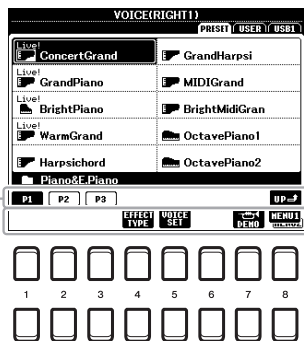 VOICE(RIGHT1)
PRESET USER USB1
Live!
ConcertGrand
GrandHarpsi
Live!
GrandPiano
MIDIGrand
Live!
BrightPiano
BrightMidiGran
Live!
WarmGrand
OctavePiano1
Harpsichord
OctavePiano2
Piano&E.Piano
P1 P2 P3 UP
EFFECT TYPE
VOICE SET
DEMO
MENU1
1 2 3 4 5 6 7 8